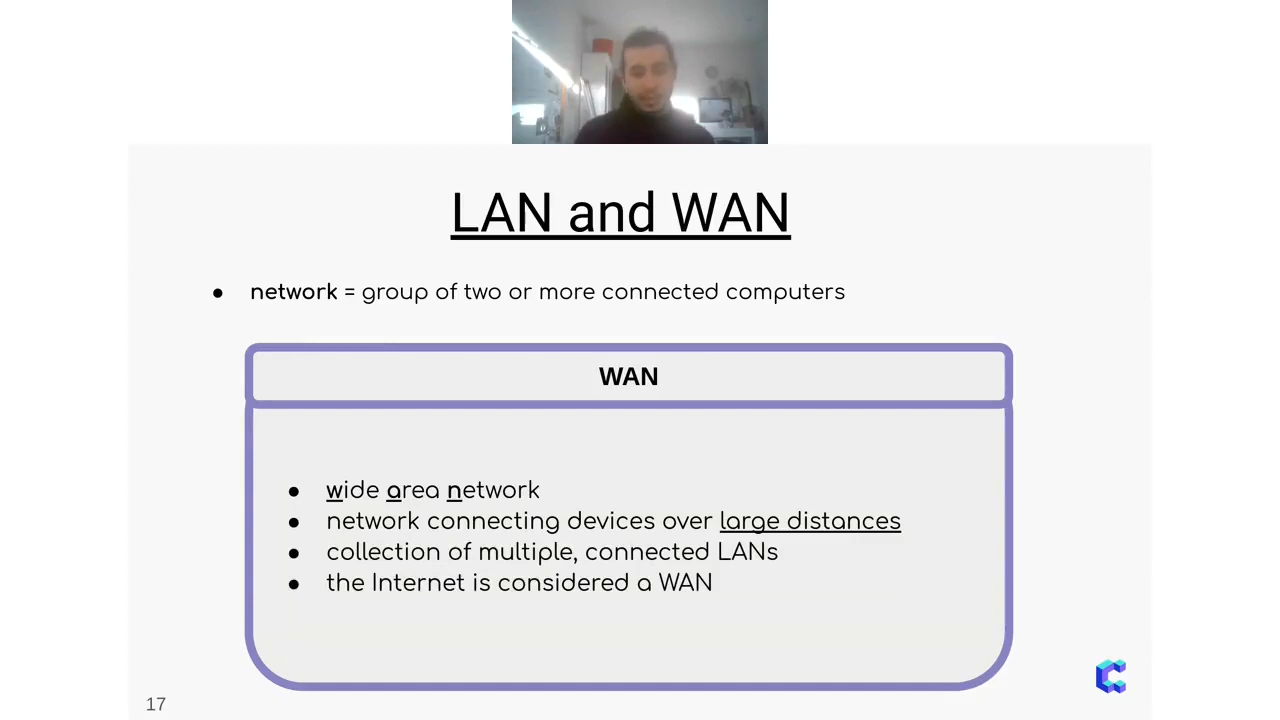 LAN and WAN
● network = group of two or more connected computers
WAN
● wide area network
● network connecting devices over large distances
● collection of multiple, connected LANs
● the Internet is considered a WAN
17